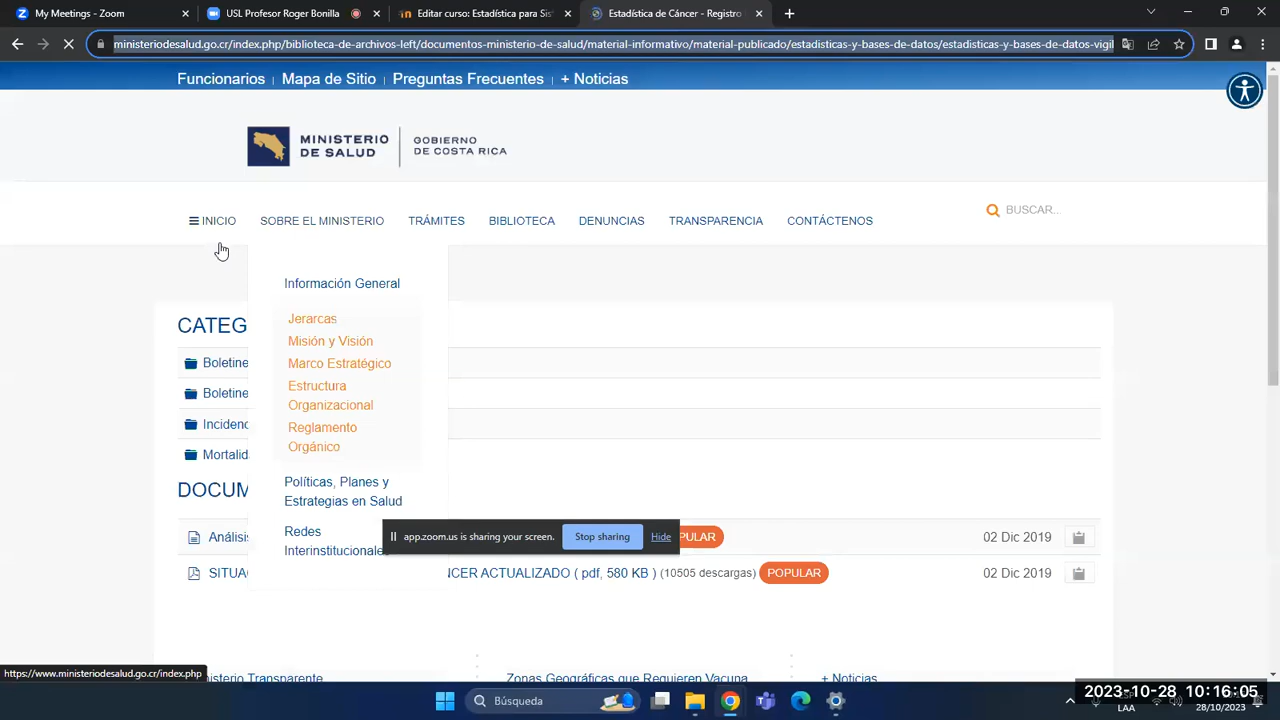 My Meetings - Zoom
USL Profesor Roger Bonilla
Editar curso: Estadística para Sis
Estadística de Cáncer - Registro
ministeriodesalud.go.cr/index.php/biblioteca-de-archivos-left/documentos-ministerio-de-salud/material-informativo/material-publicado/estadisticas-y-bases-de-datos/estadisticas-y-bases-de-datos-vigil
Funcionarios | Mapa de Sitio | Preguntas Frecuentes | + Noticias
MINISTERIO DE SALUD
GOBIERNO DE COSTA RICA
INICIO SOBRE EL MINISTERIO TRÁMITES BIBLIOTECA DENUNCIAS TRANSPARENCIA CONTÁCTENOS
BUSCAR...
Información General
Jerarcas
Misión y Visión
Marco Estratégico
Estructura
Organizacional
Reglamento
Orgánico
Políticas, Planes y
Estrategias en Salud
Redes
Interinstitucionales
CATEG
Boletine
Boletine
Incidenc
Mortalid
DOCUM
Análisis
PULAR
02 Dic 2019
app.zoom.us is sharing your screen. Stop sharing Hide
SITUA
NCER ACTUALIZADO ( pdf, 580 KB ) (10505 descargas) POPULAR
02 Dic 2019
https://www.ministeriodesalud.go.cr/index.php
isterio Transparente
Zonas Geográficas que Requieren Vacuna
+ Noticias
Búsqueda
2023-10-28 10:16:05
LAA
28/10/2023